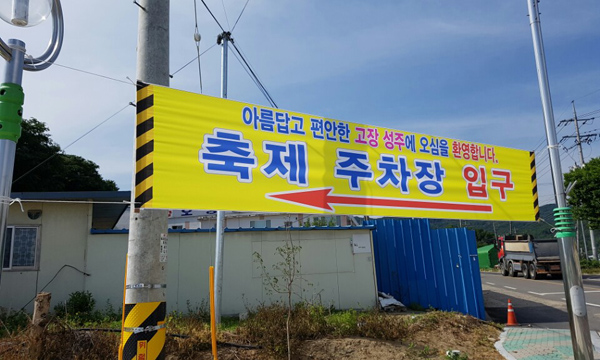 아름답고 편안한 고장 성주에 오심을 환영합니다.
축제 주차장 입구